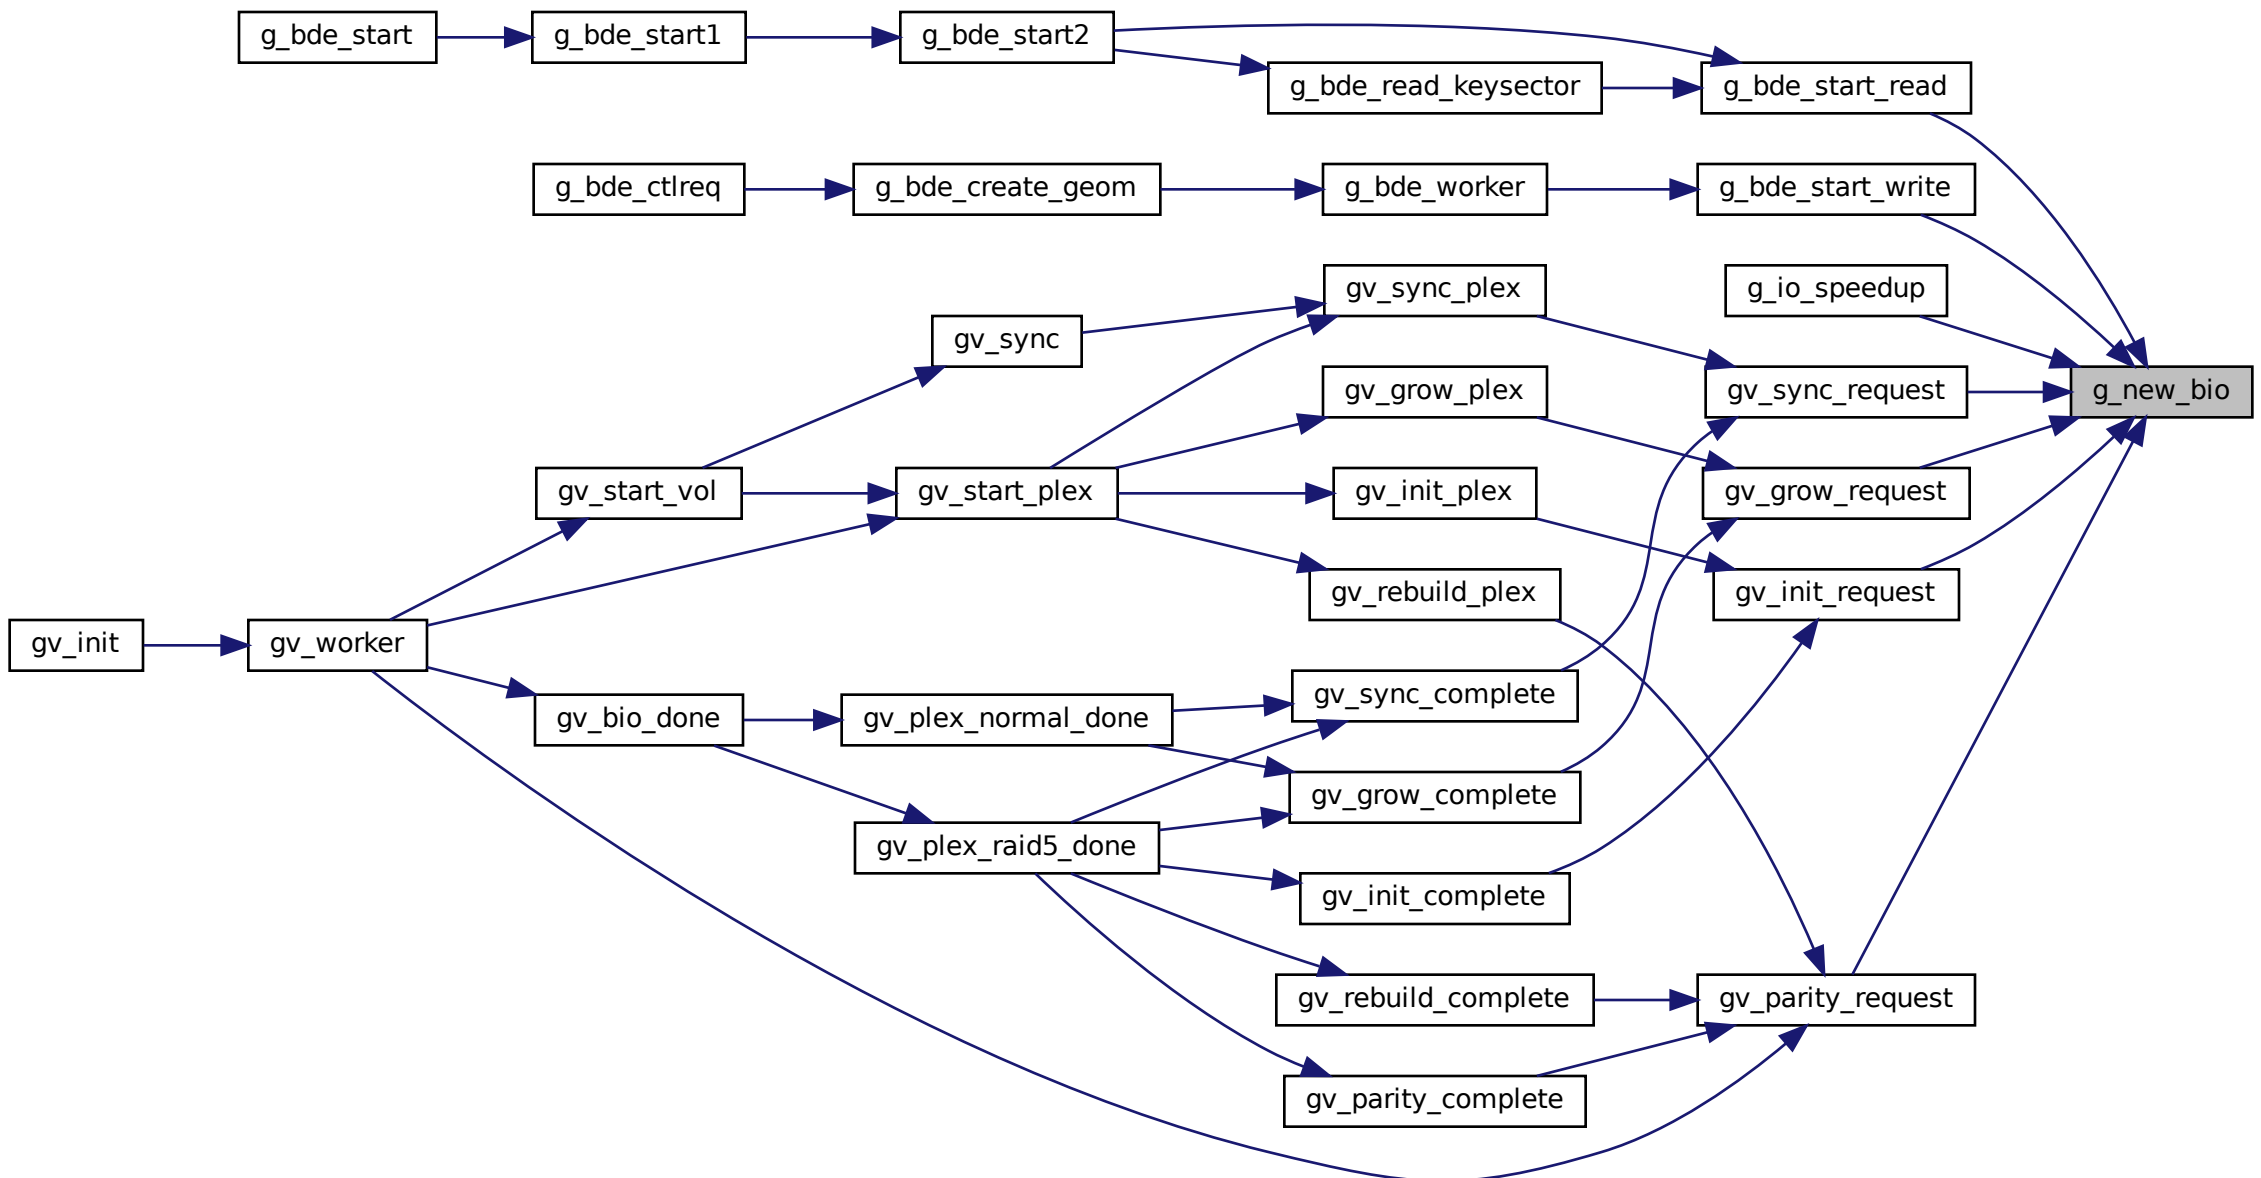 g_bde_start
g_bde_start1
g_bde_start2
g_bde_read_keysector
g_bde_start_read
g_bde_ctlreq
g_bde_create_geom
g_bde_worker
g_bde_start_write
gv_sync_plex
g_io_speedup
gv_sync
gv_grow_plex
gv_sync_request
g_new_bio
gv_start_vol
gv_start_plex
gv_init_plex
gv_grow_request
gv_rebuild_plex
gv_init_request
gv_init
gv_worker
gv_sync_complete
gv_bio_done
gv_plex_normal_done
gv_grow_complete
gv_plex_raid5_done
gv_init_complete
gv_rebuild_complete
gv_parity_request
gv_parity_complete